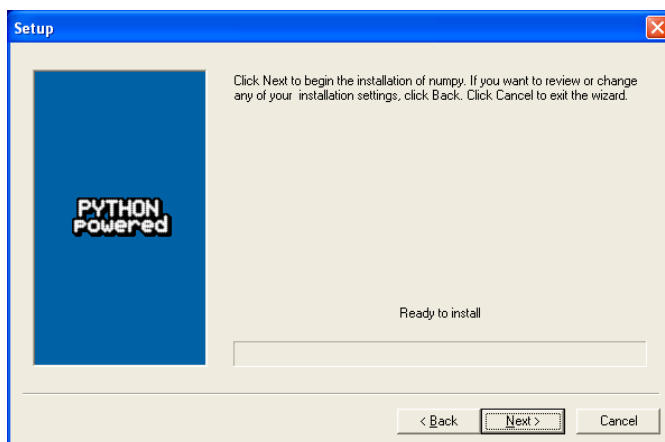 Setup
Click Next to begin the installation of numpy. If you want to review or change
any of your installation settings, click Back. Click Cancel to exit the wizard.
PYTHON
powered
Ready to install
< Back
Next >
Cancel